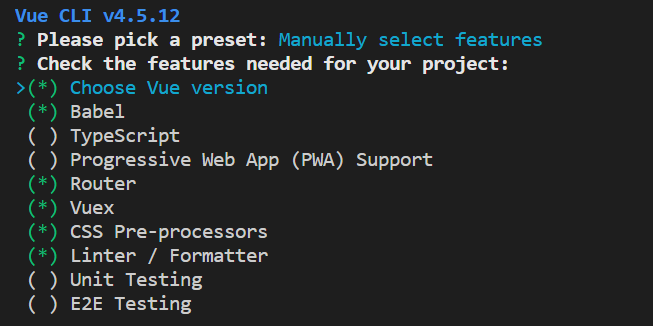 Vue CLI v4.5.12
? Please pick a preset: Manually select features
? Check the features needed for your project:
>(*) Choose Vue version
(*) Babel
( ) TypeScript
( ) Progressive Web App (PWA) Support
(*) Router
(*) Vuex
(*) CSS Pre-processors
(*) Linter / Formatter
( ) Unit Testing
( ) E2E Testing